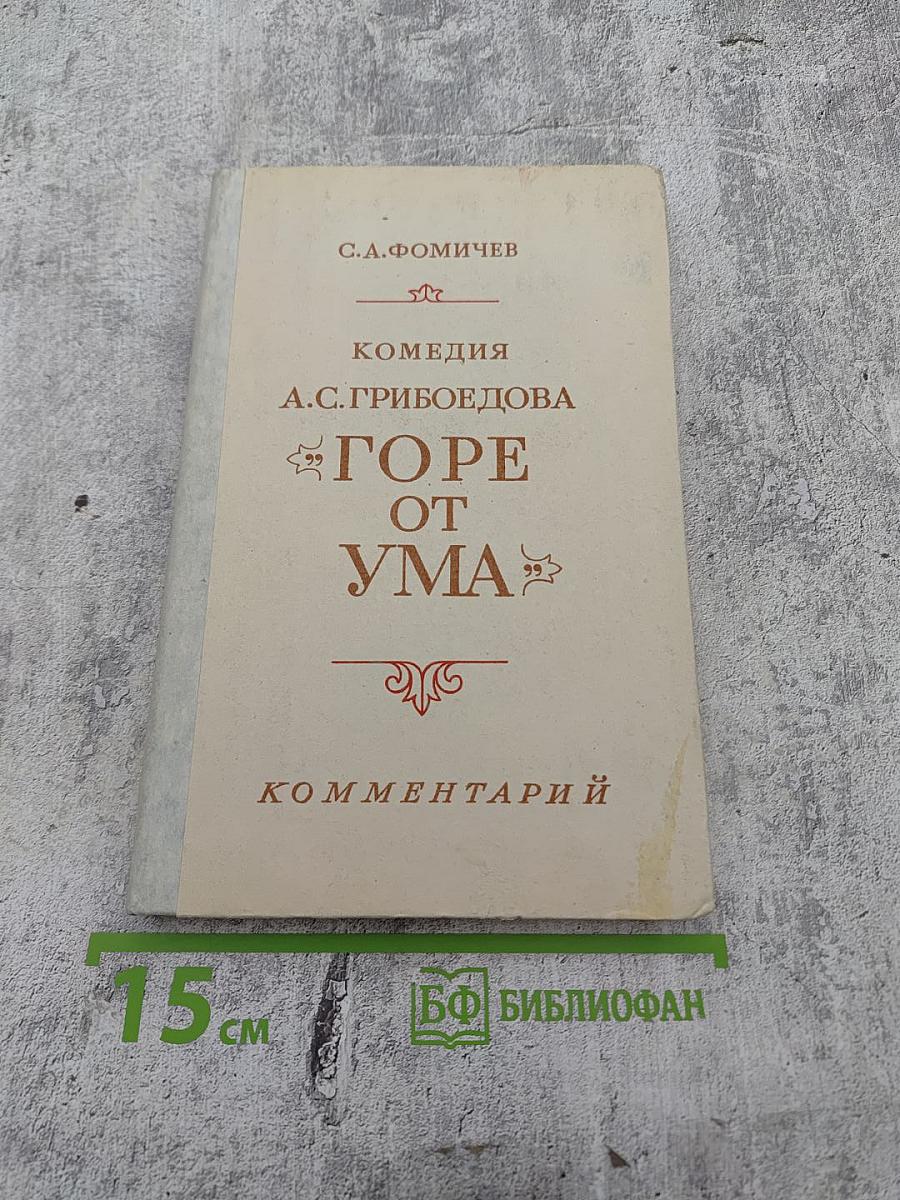 С.А.ФОМИЧЕВ
КОМЕДИЯ
А.С.ГРИБОЕДОВА
„ГОРЕ
ОТ
УМА”
КОММЕНТАРИЙ
15 см
БФ БИБЛИОФАН